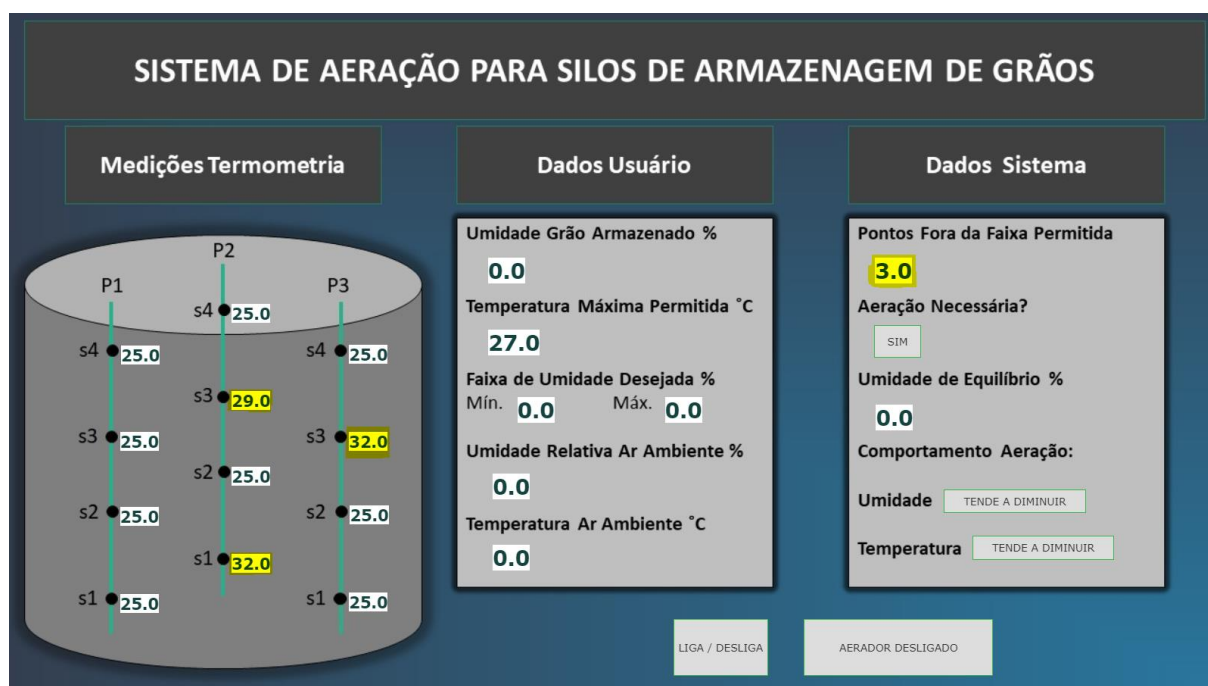 SISTEMA DE AERAÇÃO PARA SILOS DE ARMAZENAGEM DE GRÃOS
Medições Termometria
P2
P1
P3
s4 25.0
s4 25.0
s4 25.0
s3 29.0
s3 25.0
s3 32.0
s2 25.0
s2 25.0
s2 25.0
s1 32.0
s1 25.0
s1 25.0
Dados Usuário
Umidade Grão Armazenado %
0.0
Temperatura Máxima Permitida °C
27.0
Faixa de Umidade Desejada %
Mín. 0.0 Máx. 0.0
Umidade Relativa Ar Ambiente %
0.0
Temperatura Ar Ambiente °C
0.0
Dados Sistema
Pontos Fora da Faixa Permitida
3.0
Aeração Necessária?
SIM
Umidade de Equilíbrio %
0.0
Comportamento Aeração:
Umidade TENDE A DIMINUIR
Temperatura TENDE A DIMINUIR
LIGA / DESLIGA
AERADOR DESLIGADO